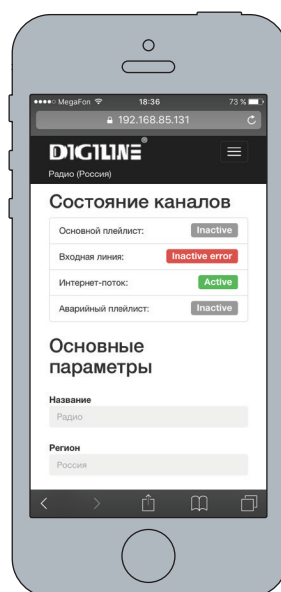 MegaFon 18:36 73 %
192.168.85.131
DIGILINE®
Радио (Россия)
Состояние каналов
Основной плейлист: Inactive
Входная линия: Inactive error
Интернет-поток: Active
Аварийный плейлист: Inactive
Основные
параметры
Название
Радио
Регион
Россия